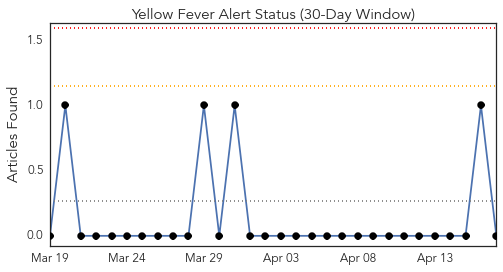 Yellow Fever Alert Status (30-Day Window)
Articles Found
1.5
1.0
0.5
0.0
Mar 19 Mar 24 Mar 29 Apr 03 Apr 08 Apr 13